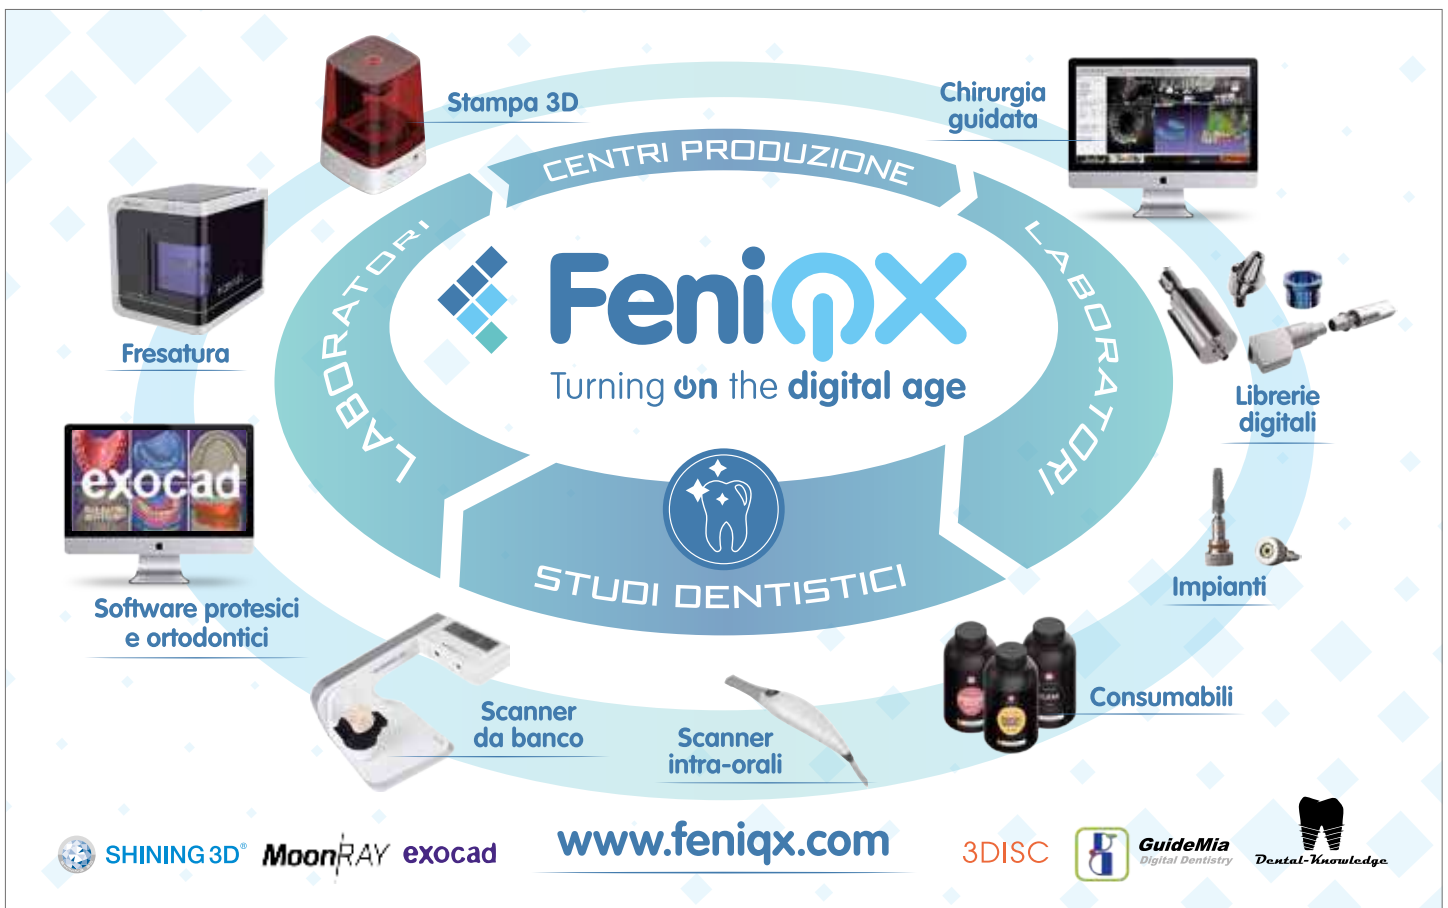 Stampa 3D
Chirurgia
guidata
CENTRI PRODUZIONE
LABORATORI
LABORATORI
FeniQX
Turning on the digital age
Fresatura
Librerie
digitali
exocad
STUDI DENTISTICI
Impianti
Software protesici
e ortodontici
Scanner
da banco
Scanner
intra-orali
Consumabili
www.feniqx.com
SHINING 3D®
MoonRAY
exocad
3DISC
GuideMia
Digital Dentistry
Dental-Knowledge